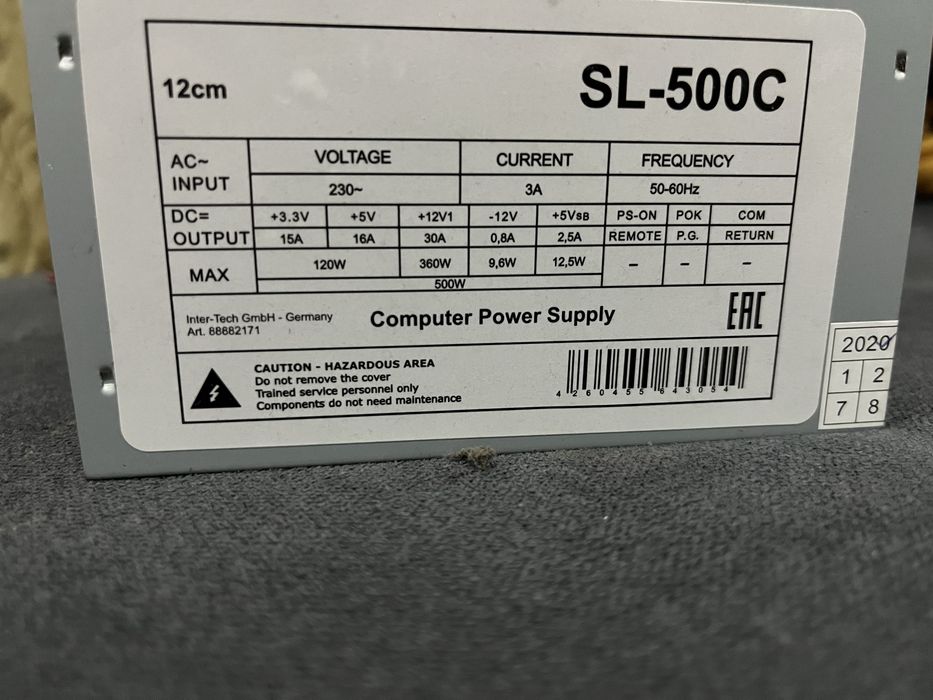 12cm
SL-500C
AC~ INPUT
VOLTAGE
CURRENT
FREQUENCY
230~
3A
50-60Hz
DC= OUTPUT
+3.3V
+5V
+12V1
-12V
+5VSB
PS-ON
POK
COM
15A
16A
30A
0,8A
2,5A
REMOTE
P.G.
RETURN
MAX
120W
360W
9,6W
12,5W
–
–
–
500W
Inter-Tech GmbH - Germany
Art. 88882171
Computer Power Supply
EAC
CAUTION - HAZARDOUS AREA
Do not remove the cover
Trained service personnel only
Components do not need maintenance
4 260455 643054
2020
1 2
7 8